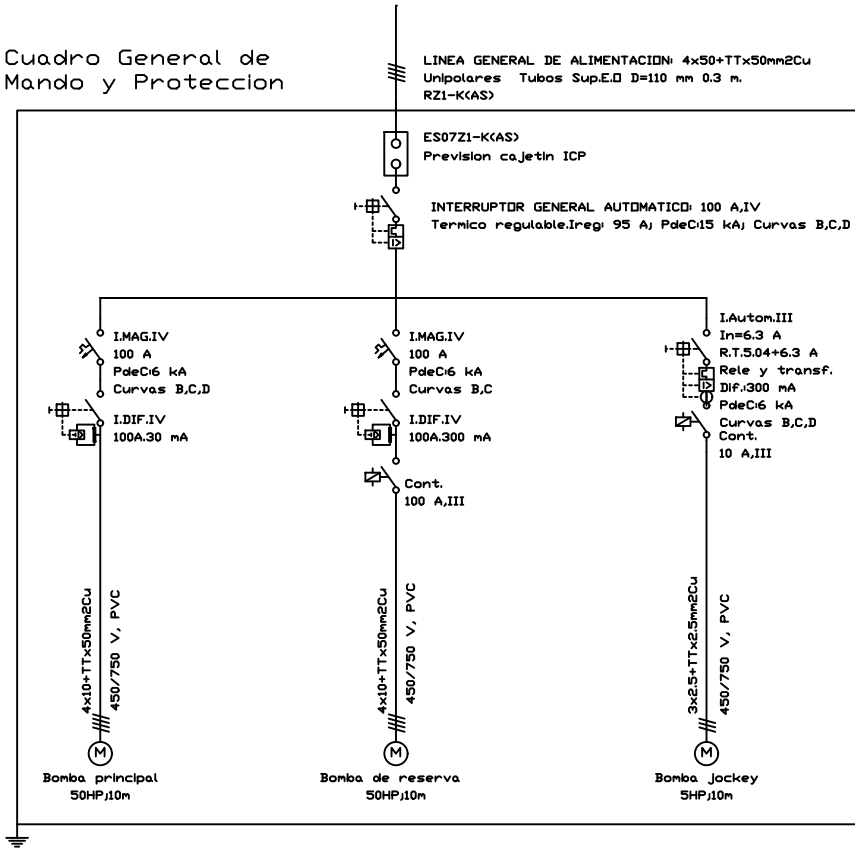 Cuadro General de
Mando y Proteccion
LINEA GENERAL DE ALIMENTACION: 4x50+TTx50mm2Cu
Unipolares Tubos Sup.E.O D=110 mm 0.3 m.
RZ1-K(AS)
ES07Z1-K(AS)
Prevision cajetin ICP
INTERRUPTOR GENERAL AUTOMATICO: 100 A,IV
Termico regulable.Ireg: 95 A; PdeC:15 kA; Curvas B,C,D
I.MAG.IV
100 A
PdeC:6 kA
Curvas B,C,D
I.DIF.IV
100A.30 mA
4x10+TTx50mm2Cu
450/750 V, PVC
M
Bomba principal
50HP;10m
I.MAG.IV
100 A
PdeC:6 kA
Curvas B,C
I.DIF.IV
100A.300 mA
Cont.
100 A,III
4x10+TTx50mm2Cu
450/750 V, PVC
M
Bomba de reserva
50HP;10m
I.Autom.III
In=6.3 A
R.T.5.04÷6.3 A
Rele y transf.
Dif.:300 mA
PdeC:6 kA
Curvas B,C,D
Cont.
10 A,III
3x2.5+TTx2.5mm2Cu
450/750 V, PVC
M
Bomba jockey
5HP;10m